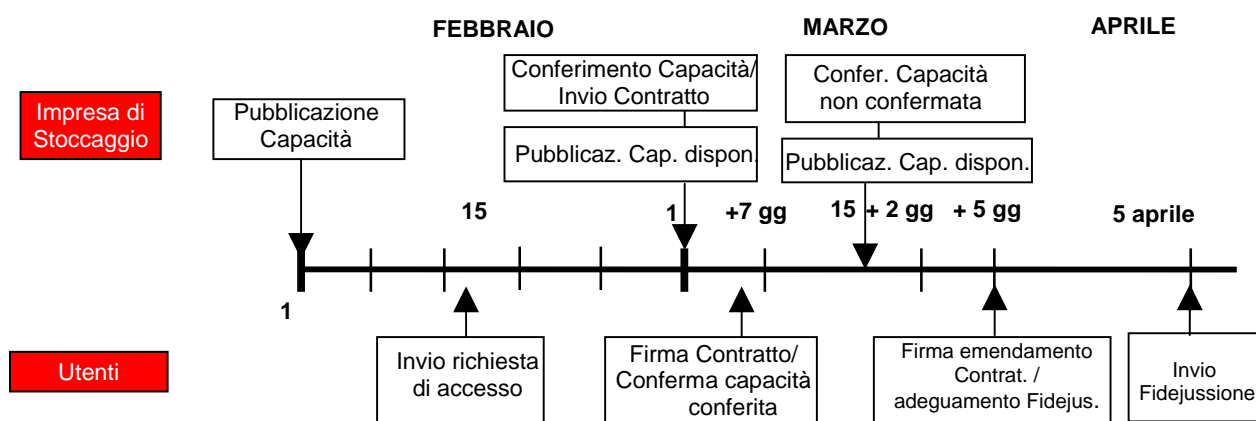 FEBBRAIO
MARZO
APRILE
Impresa di
Stoccaggio
Pubblicazione
Capacità
Conferimento Capacità/
Invio Contratto
Pubblicaz. Cap. dispon.
Confer. Capacità
non confermata
Pubblicaz. Cap. dispon.
15
1
+7 gg
15 + 2 gg
+ 5 gg
5 aprile
1
Utenti
Invio richiesta
di accesso
Firma Contratto/
Conferma capacità
conferita
Firma emendamento
Contrat. /
adeguamento Fidejus.
Invio
Fidejussione